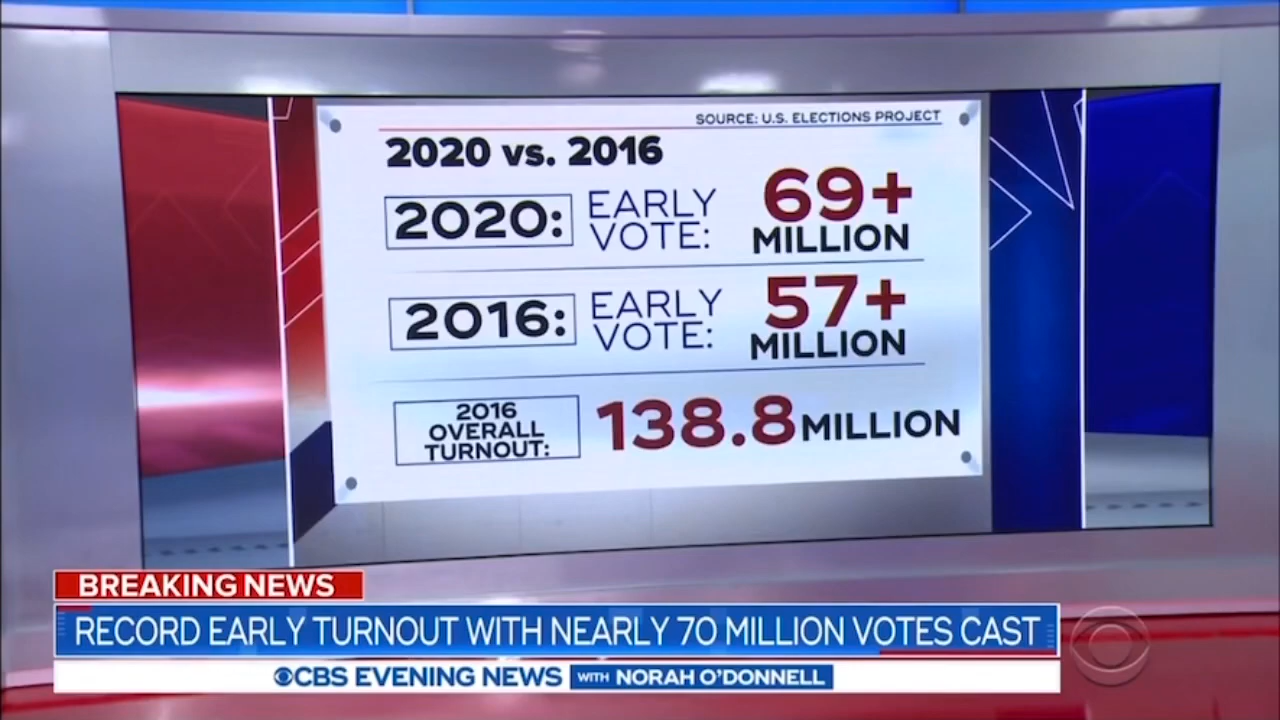 SOURCE: U.S. ELECTIONS PROJECT
2020 vs. 2016
2020:
EARLY
VOTE:
69+
MILLION
2016:
EARLY
VOTE:
57+
MILLION
2016
OVERALL
TURNOUT:
138.8 MILLION
BREAKING NEWS
RECORD EARLY TURNOUT WITH NEARLY 70 MILLION VOTES CAST
CBS EVENING NEWS WITH NORAH O'DONNELL